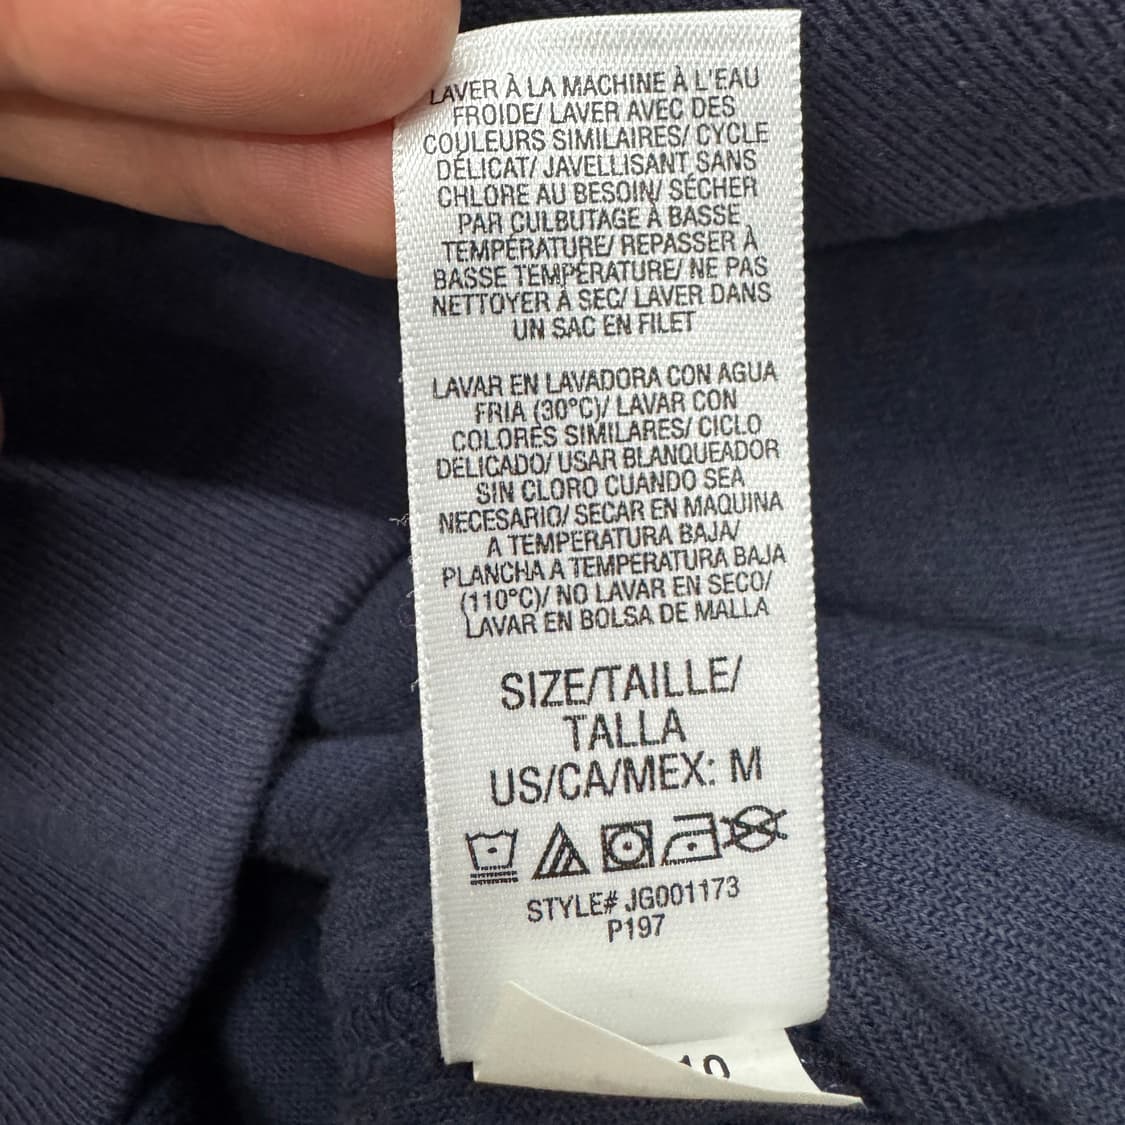 LAVER À LA MACHINE À L'EAU
FROIDE/ LAVER AVEC DES
COULEURS SIMILAIRES/ CYCLE
DÉLICAT/ JAVELLISANT SANS
CHLORE AU BESOIN/ SÉCHER
PAR CULBUTAGE À BASSE
TEMPÉRATURE/ REPASSER À
BASSE TEMPÉRATURE/ NE PAS
NETTOYER À SEC/ LAVER DANS
UN SAC EN FILET
LAVAR EN LAVADORA CON AGUA
FRIA (30°C)/ LAVAR CON
COLORES SIMILARES/ CICLO
DELICADO/ USAR BLANQUEADOR
SIN CLORO CUANDO SEA
NECESARIO/ SECAR EN MAQUINA
A TEMPERATURA BAJA/
PLANCHA A TEMPERATURA BAJA
(110°C)/ NO LAVAR EN SECO/
LAVAR EN BOLSA DE MALLA
SIZE/TAILLE/
TALLA
US/CA/MEX: M
STYLE# JG001173
P197